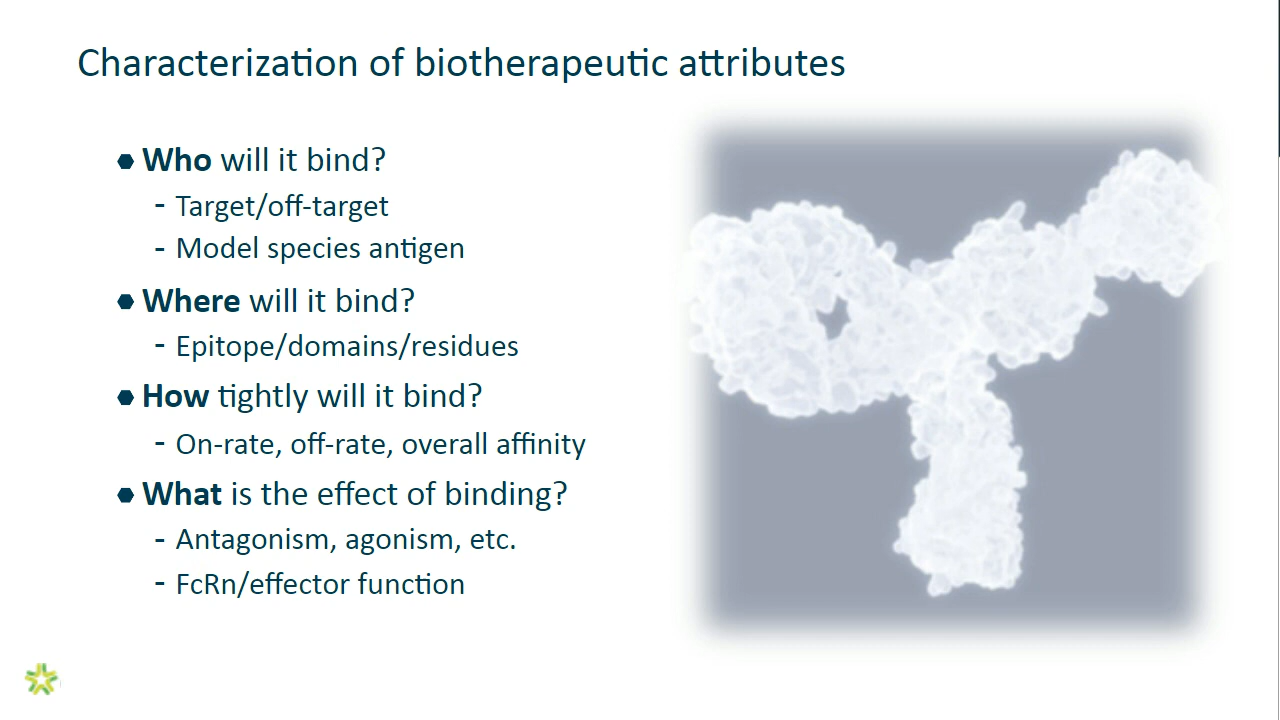 Characterization of biotherapeutic attributes
Who will it bind?
- Target/off-target
- Model species antigen
Where will it bind?
- Epitope/domains/residues
How tightly will it bind?
- On-rate, off-rate, overall affinity
What is the effect of binding?
- Antagonism, agonism, etc.
- FcRn/effector function